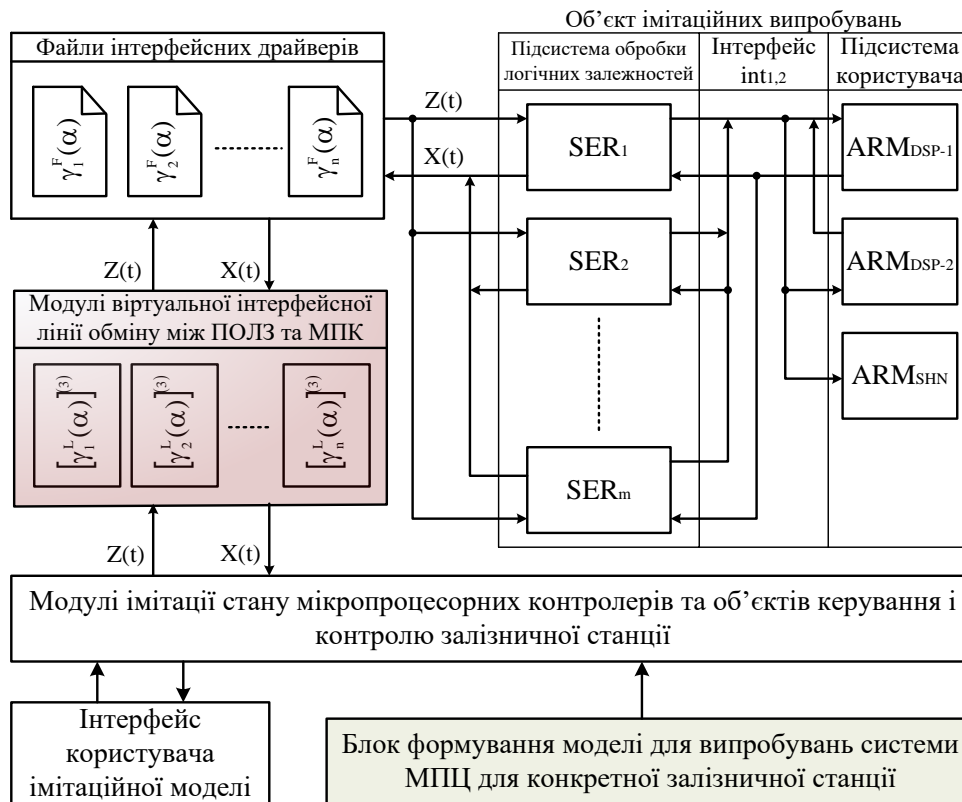 Об’єкт імітаційних випробувань
Файли інтерфейсних драйверів
γ₁ᶠ(α)
γ₂ᶠ(α)
γₙᶠ(α)
Z(t)
X(t)
Підсистема обробки
логічних залежностей
Інтерфейс
int1,2
Підсистема
користувача
SER1
SER2
SERm
ARMDSP-1
ARMDSP-2
ARMSHN
Z(t)
X(t)
Модулі віртуальної інтерфейсної
лінії обміну між ПОЛЗ та МПК
[γ₁ᴸ(α)]⁽³⁾
[γ₂ᴸ(α)]⁽³⁾
[γₙᴸ(α)]⁽³⁾
Z(t)
X(t)
Модулі імітації стану мікропроцесорних контролерів та об’єктів керування і
контролю залізничної станції
Інтерфейс
користувача
імітаційної моделі
Блок формування моделі для випробувань системи
МПЦ для конкретної залізничної станції